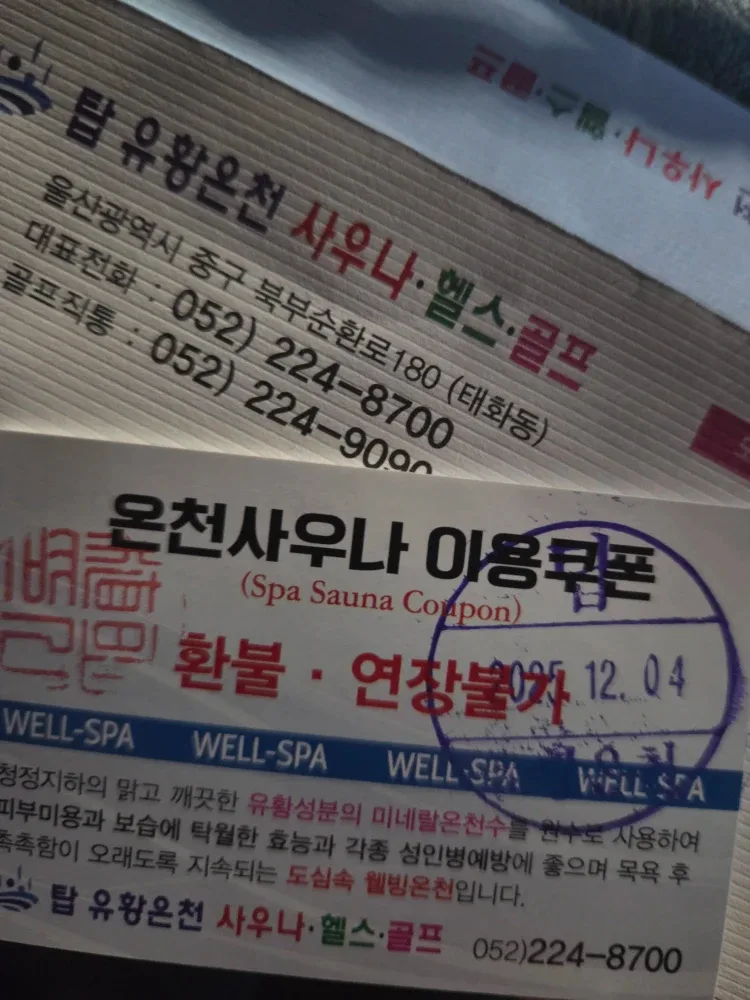 사우나·헬스·골프
탑 유황온천 사우나·헬스·골프
울산광역시 중구 북부순환로180 (태화동)
대표전화 : 052) 224-8700
골프직통 : 052) 224-9090
온천사우나 이용쿠폰
(Spa Sauna Coupon)
환불·연장불가
탑
2025. 12. 04
WELL-SPA WELL-SPA WELL-SPA WELL-SPA
청정지하의 맑고 깨끗한 유황성분의 미네랄온천수를 원수로 사용하여
피부미용과 보습에 탁월한 효능과 각종 성인병예방에 좋으며 목욕 후
촉촉함이 오래도록 지속되는 도심속 웰빙온천입니다.
탑 유황온천 사우나·헬스·골프 052)224-8700